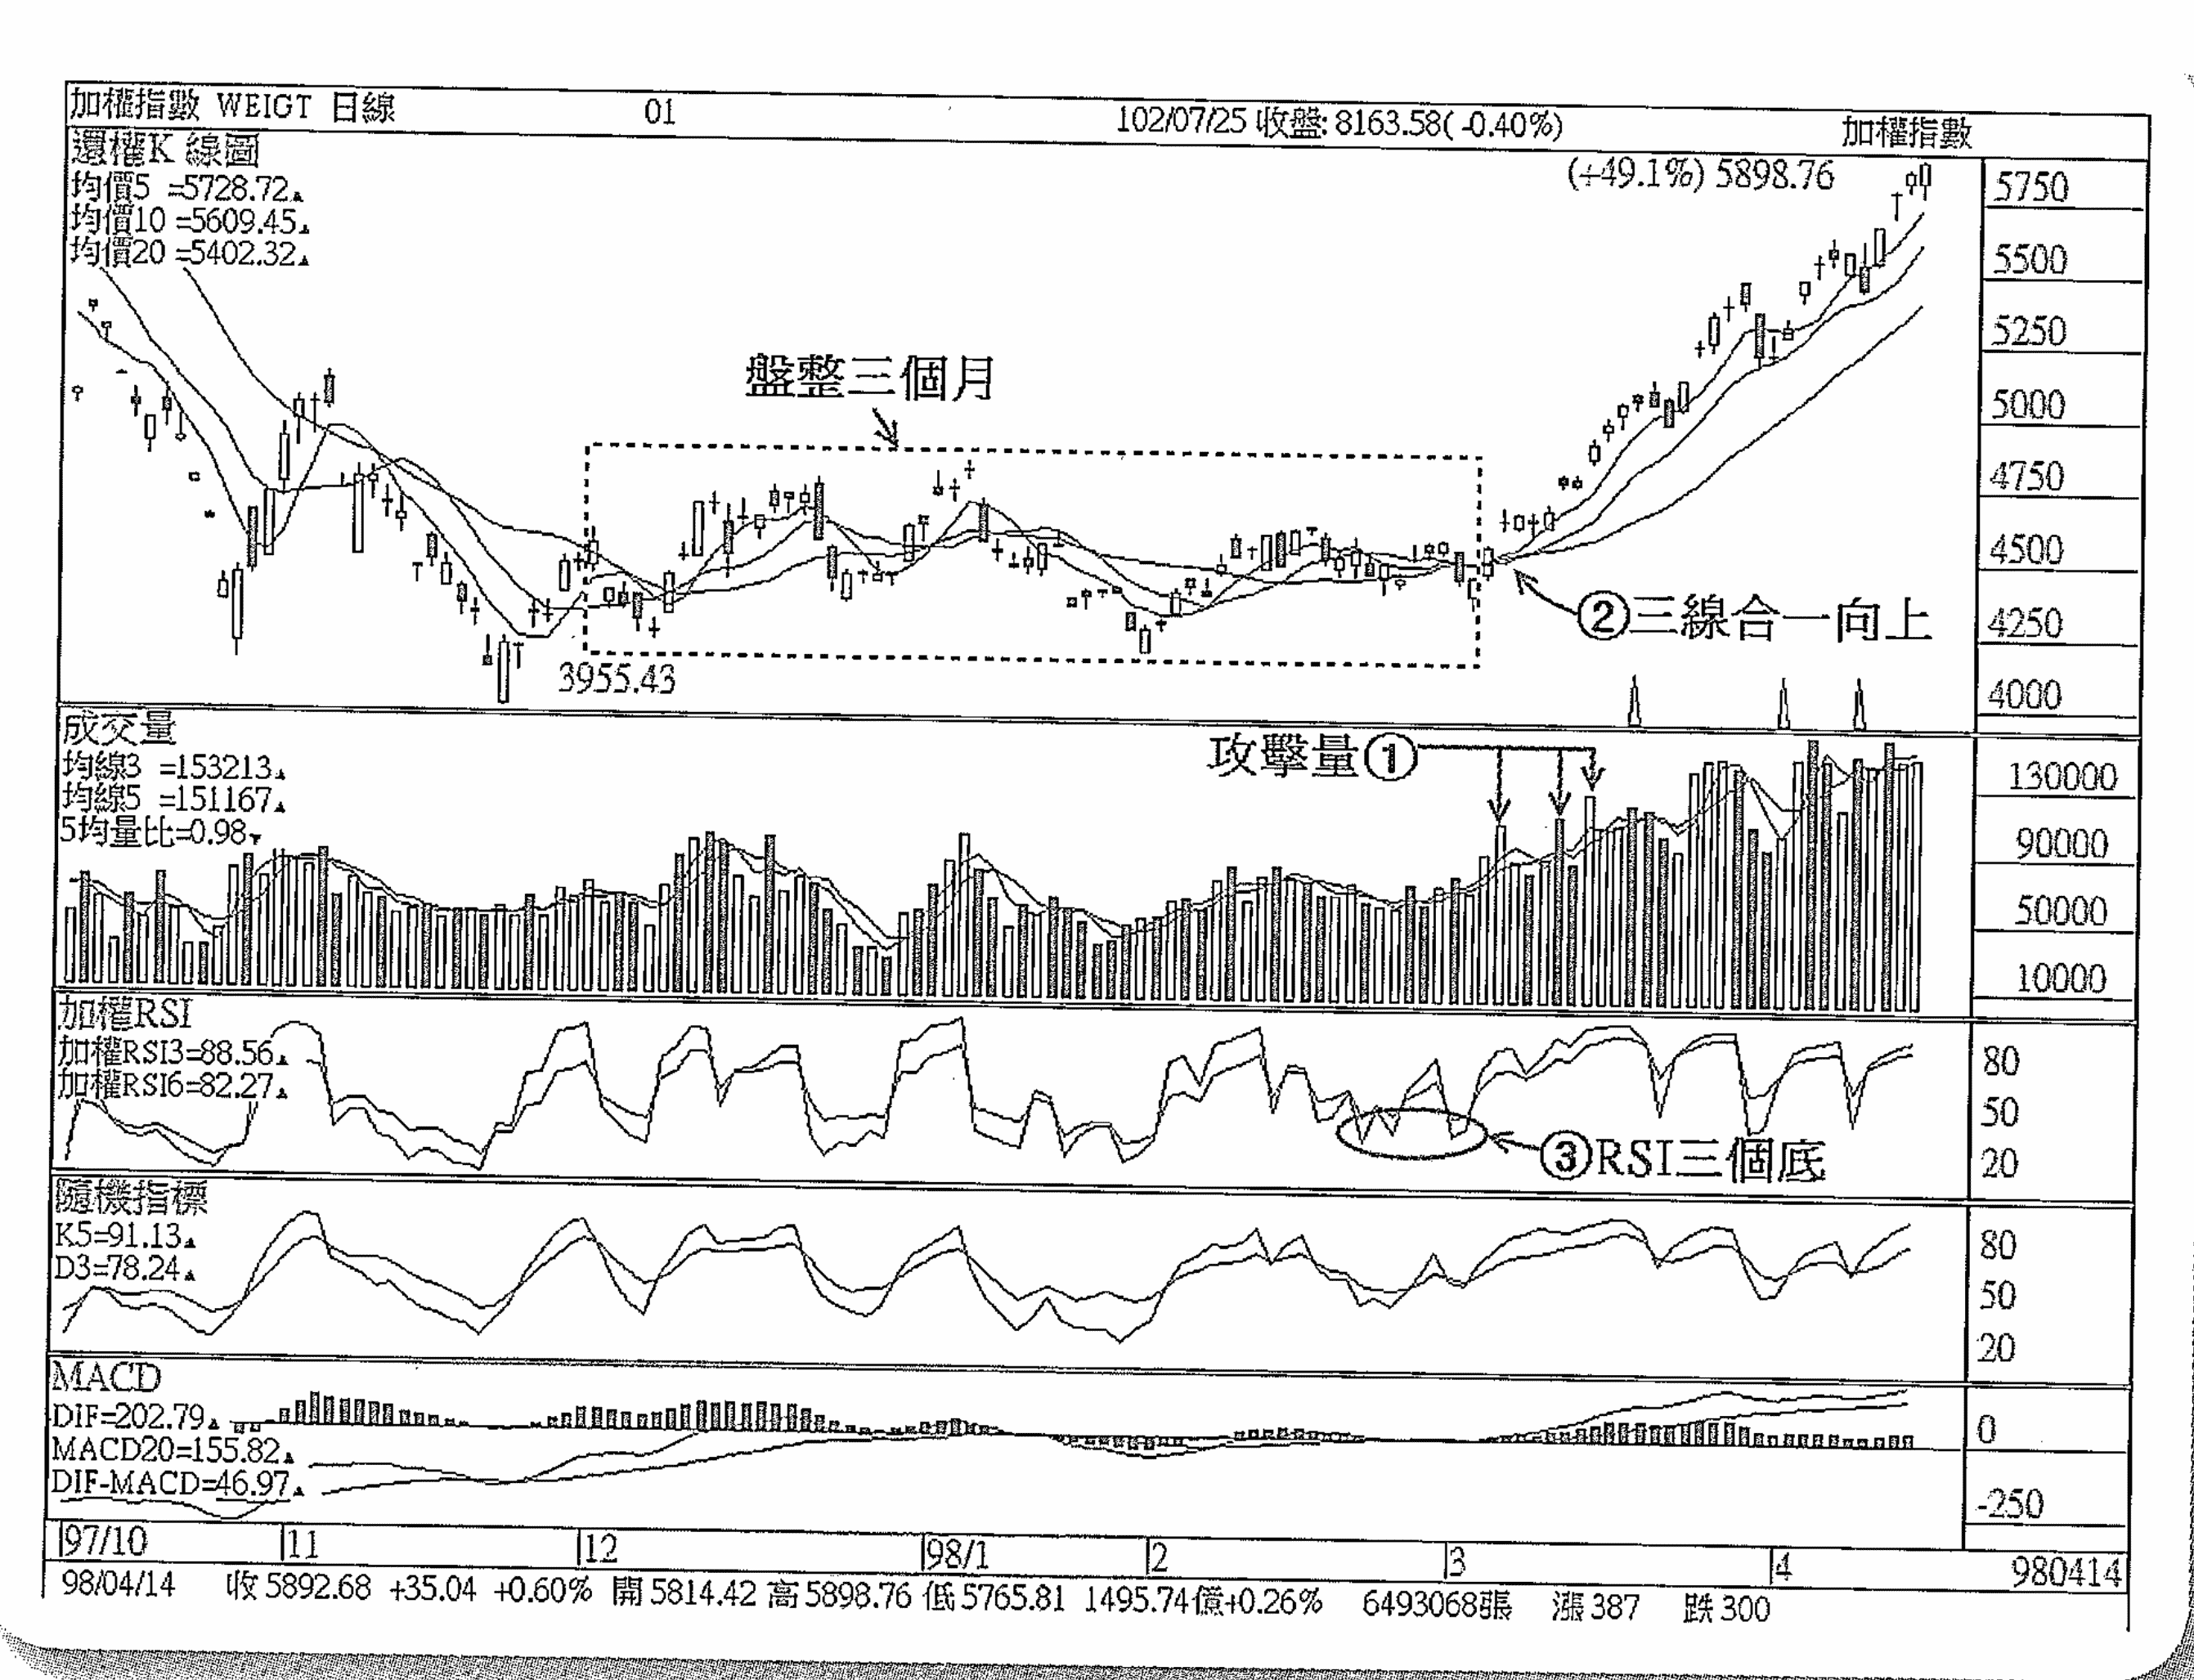 加權指數 WEIGT 日線 01 102/07/25 收盤: 8163.58( -0.40%) 加權指數
還權K 線圖
(+49.1%) 5898.76
均價5 =5728.72▲
均價10 =5609.45▲
均價20 =5402.32▲
5750
5500
5250
5000
4750
4500
4250
4000
盤整三個月
②三線合一向上
3955.43
成交量
均線3 =153213▲
均線5 =151167▲
5均量比=0.98▼
攻擊量①
130000
90000
50000
10000
加權RSI
加權RSI3=88.56▲
加權RSI6=82.27▲
80
50
20
③RSI三個底
隨機指標
K5=91.13▲
D3=78.24▲
80
50
20
MACD
DIF=202.79▲
MACD20=155.82▲
DIF-MACD=46.97▲
0
-250
97/10 11 12 98/1 2 3 4 980414
98/04/14 收 5892.68 +35.04 +0.60% 開 5814.42 高 5898.76 低 5765.81 1495.74億+0.26% 6493068張 漲 387 跌 300